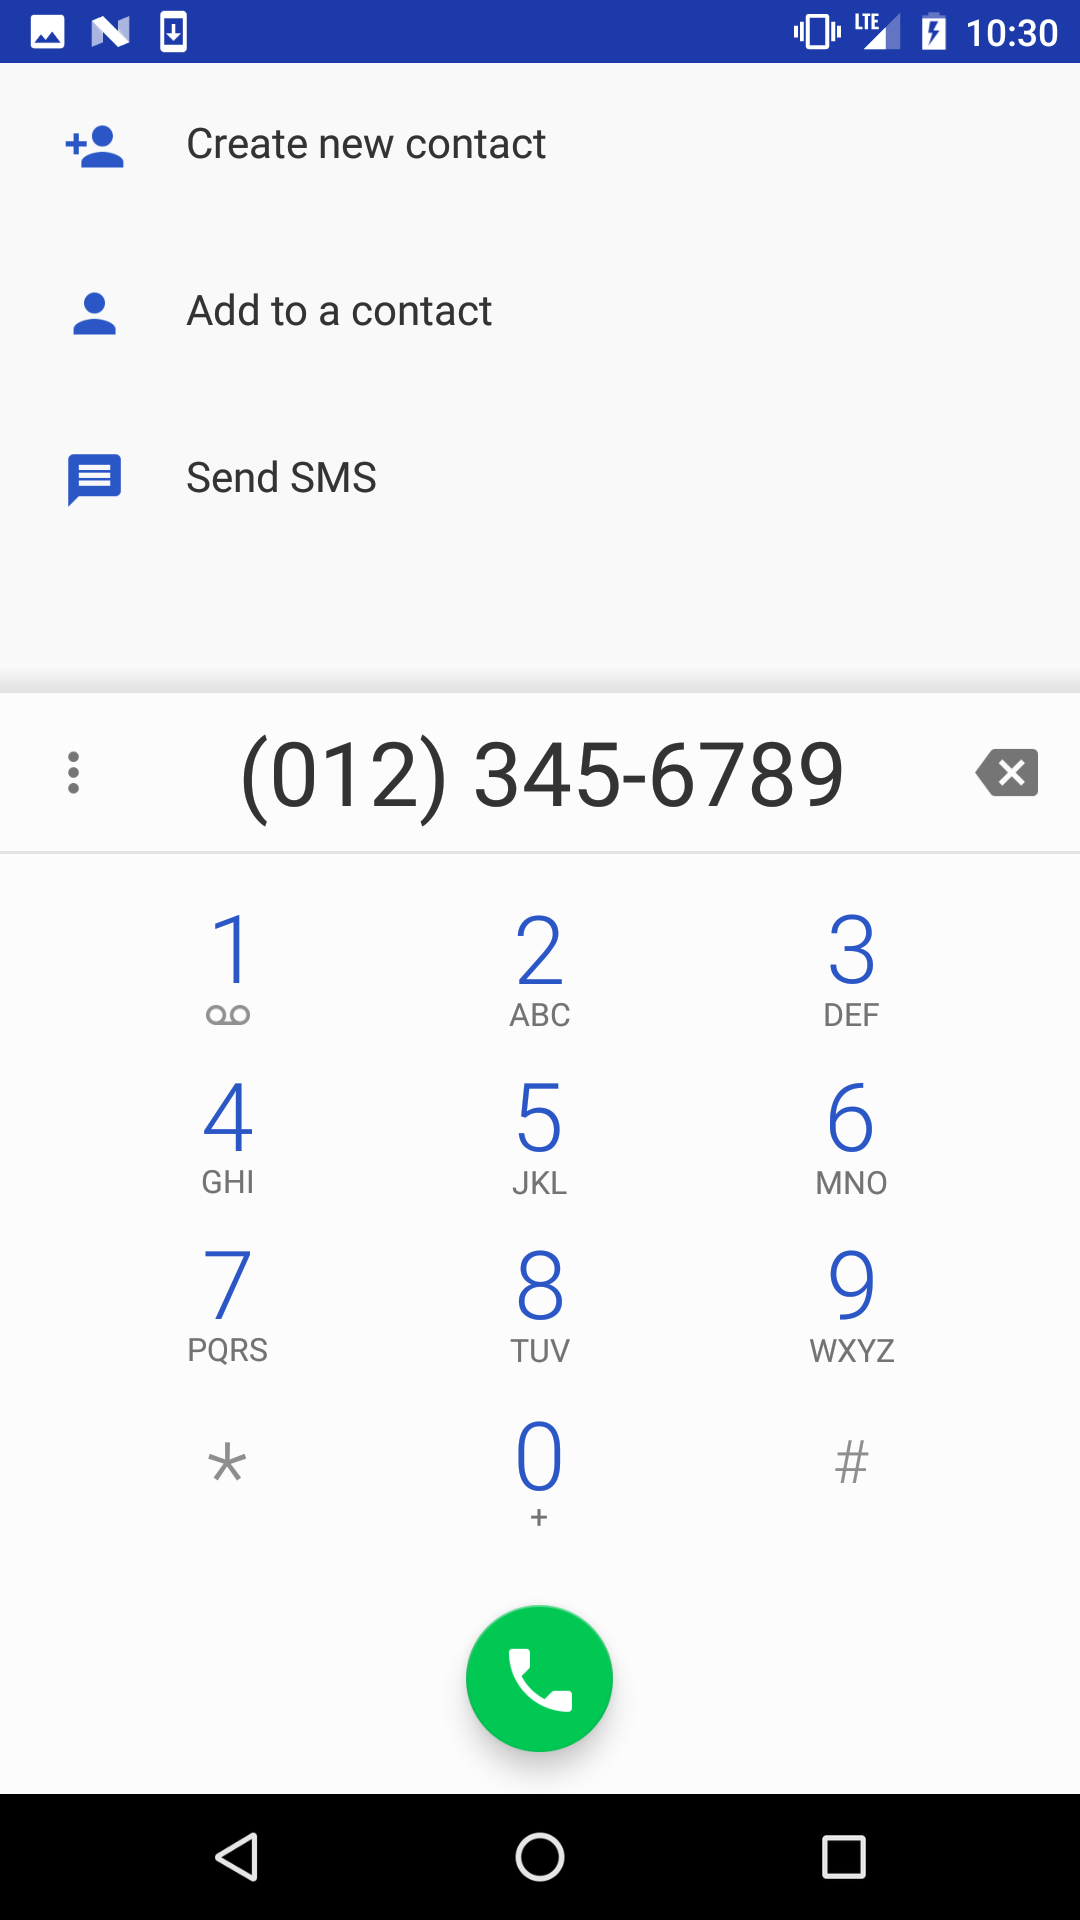 LTE 10:30
Create new contact
Add to a contact
Send SMS
(012) 345-6789
1 2 3
ABC DEF
4 5 6
GHI JKL MNO
7 8 9
PQRS TUV WXYZ
* 0 #
+